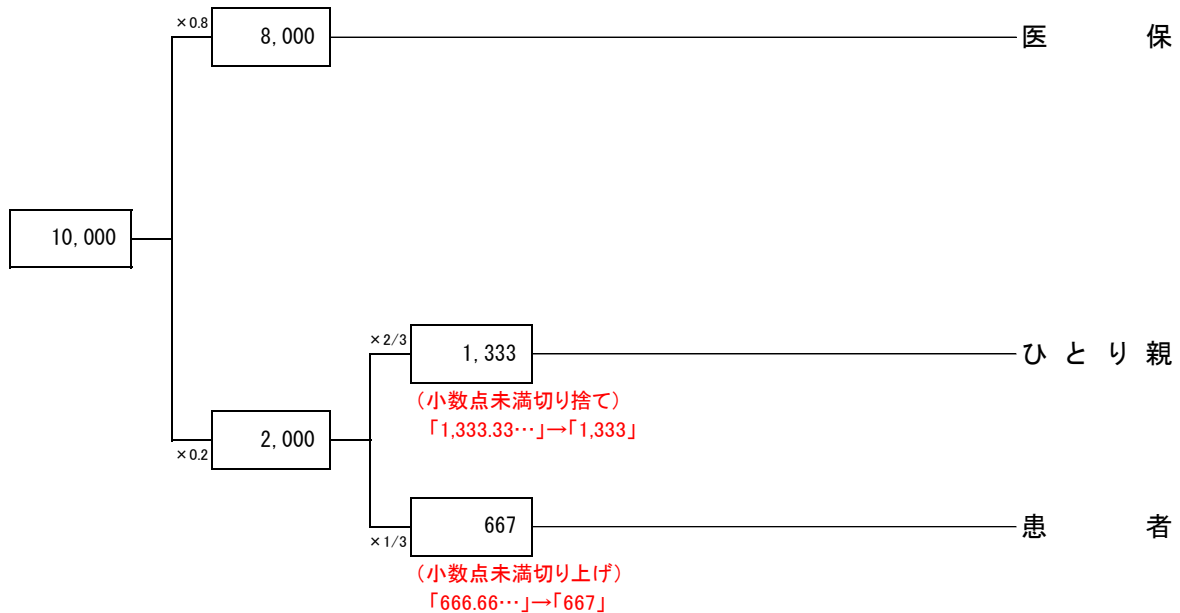 ×0.8
8,000
医保
10,000
×2/3
1,333
ひとり親
(小数点未満切り捨て)
「1,333.33…」→「1,333」
×0.2
2,000
667
患者
×1/3
(小数点未満切り上げ)
「666.66…」→「667」